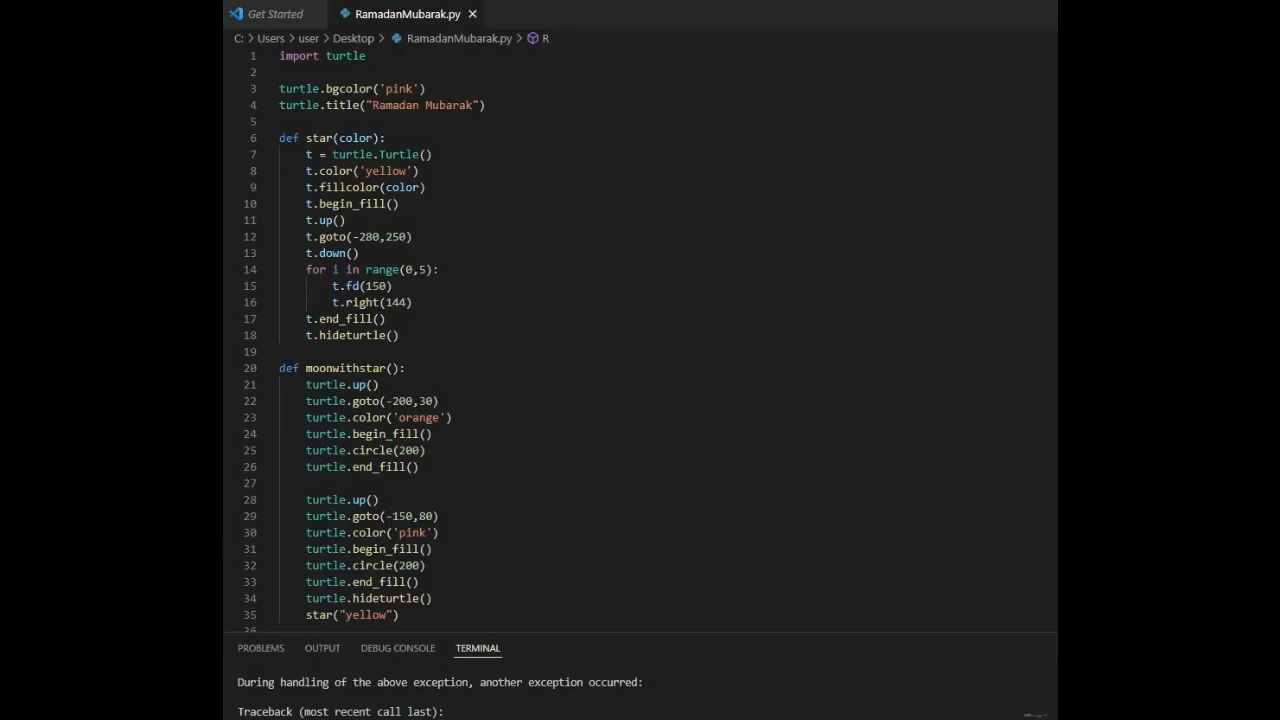 Get Started RamadanMubarak.py
C: > Users > user > Desktop > RamadanMubarak.py > R
1 import turtle
2
3 turtle.bgcolor('pink')
4 turtle.title("Ramadan Mubarak")
5
6 def star(color):
7     t = turtle.Turtle()
8     t.color('yellow')
9     t.fillcolor(color)
10     t.begin_fill()
11     t.up()
12     t.goto(-280,250)
13     t.down()
14     for i in range(0,5):
15         t.fd(150)
16         t.right(144)
17     t.end_fill()
18     t.hideturtle()
19
20 def moonwithstar():
21     turtle.up()
22     turtle.goto(-200,30)
23     turtle.color('orange')
24     turtle.begin_fill()
25     turtle.circle(200)
26     turtle.end_fill()
27
28     turtle.up()
29     turtle.goto(-150,80)
30     turtle.color('pink')
31     turtle.begin_fill()
32     turtle.circle(200)
33     turtle.end_fill()
34     turtle.hideturtle()
35     star("yellow")
36
PROBLEMS OUTPUT DEBUG CONSOLE TERMINAL
During handling of the above exception, another exception occurred:
Traceback (most recent call last):